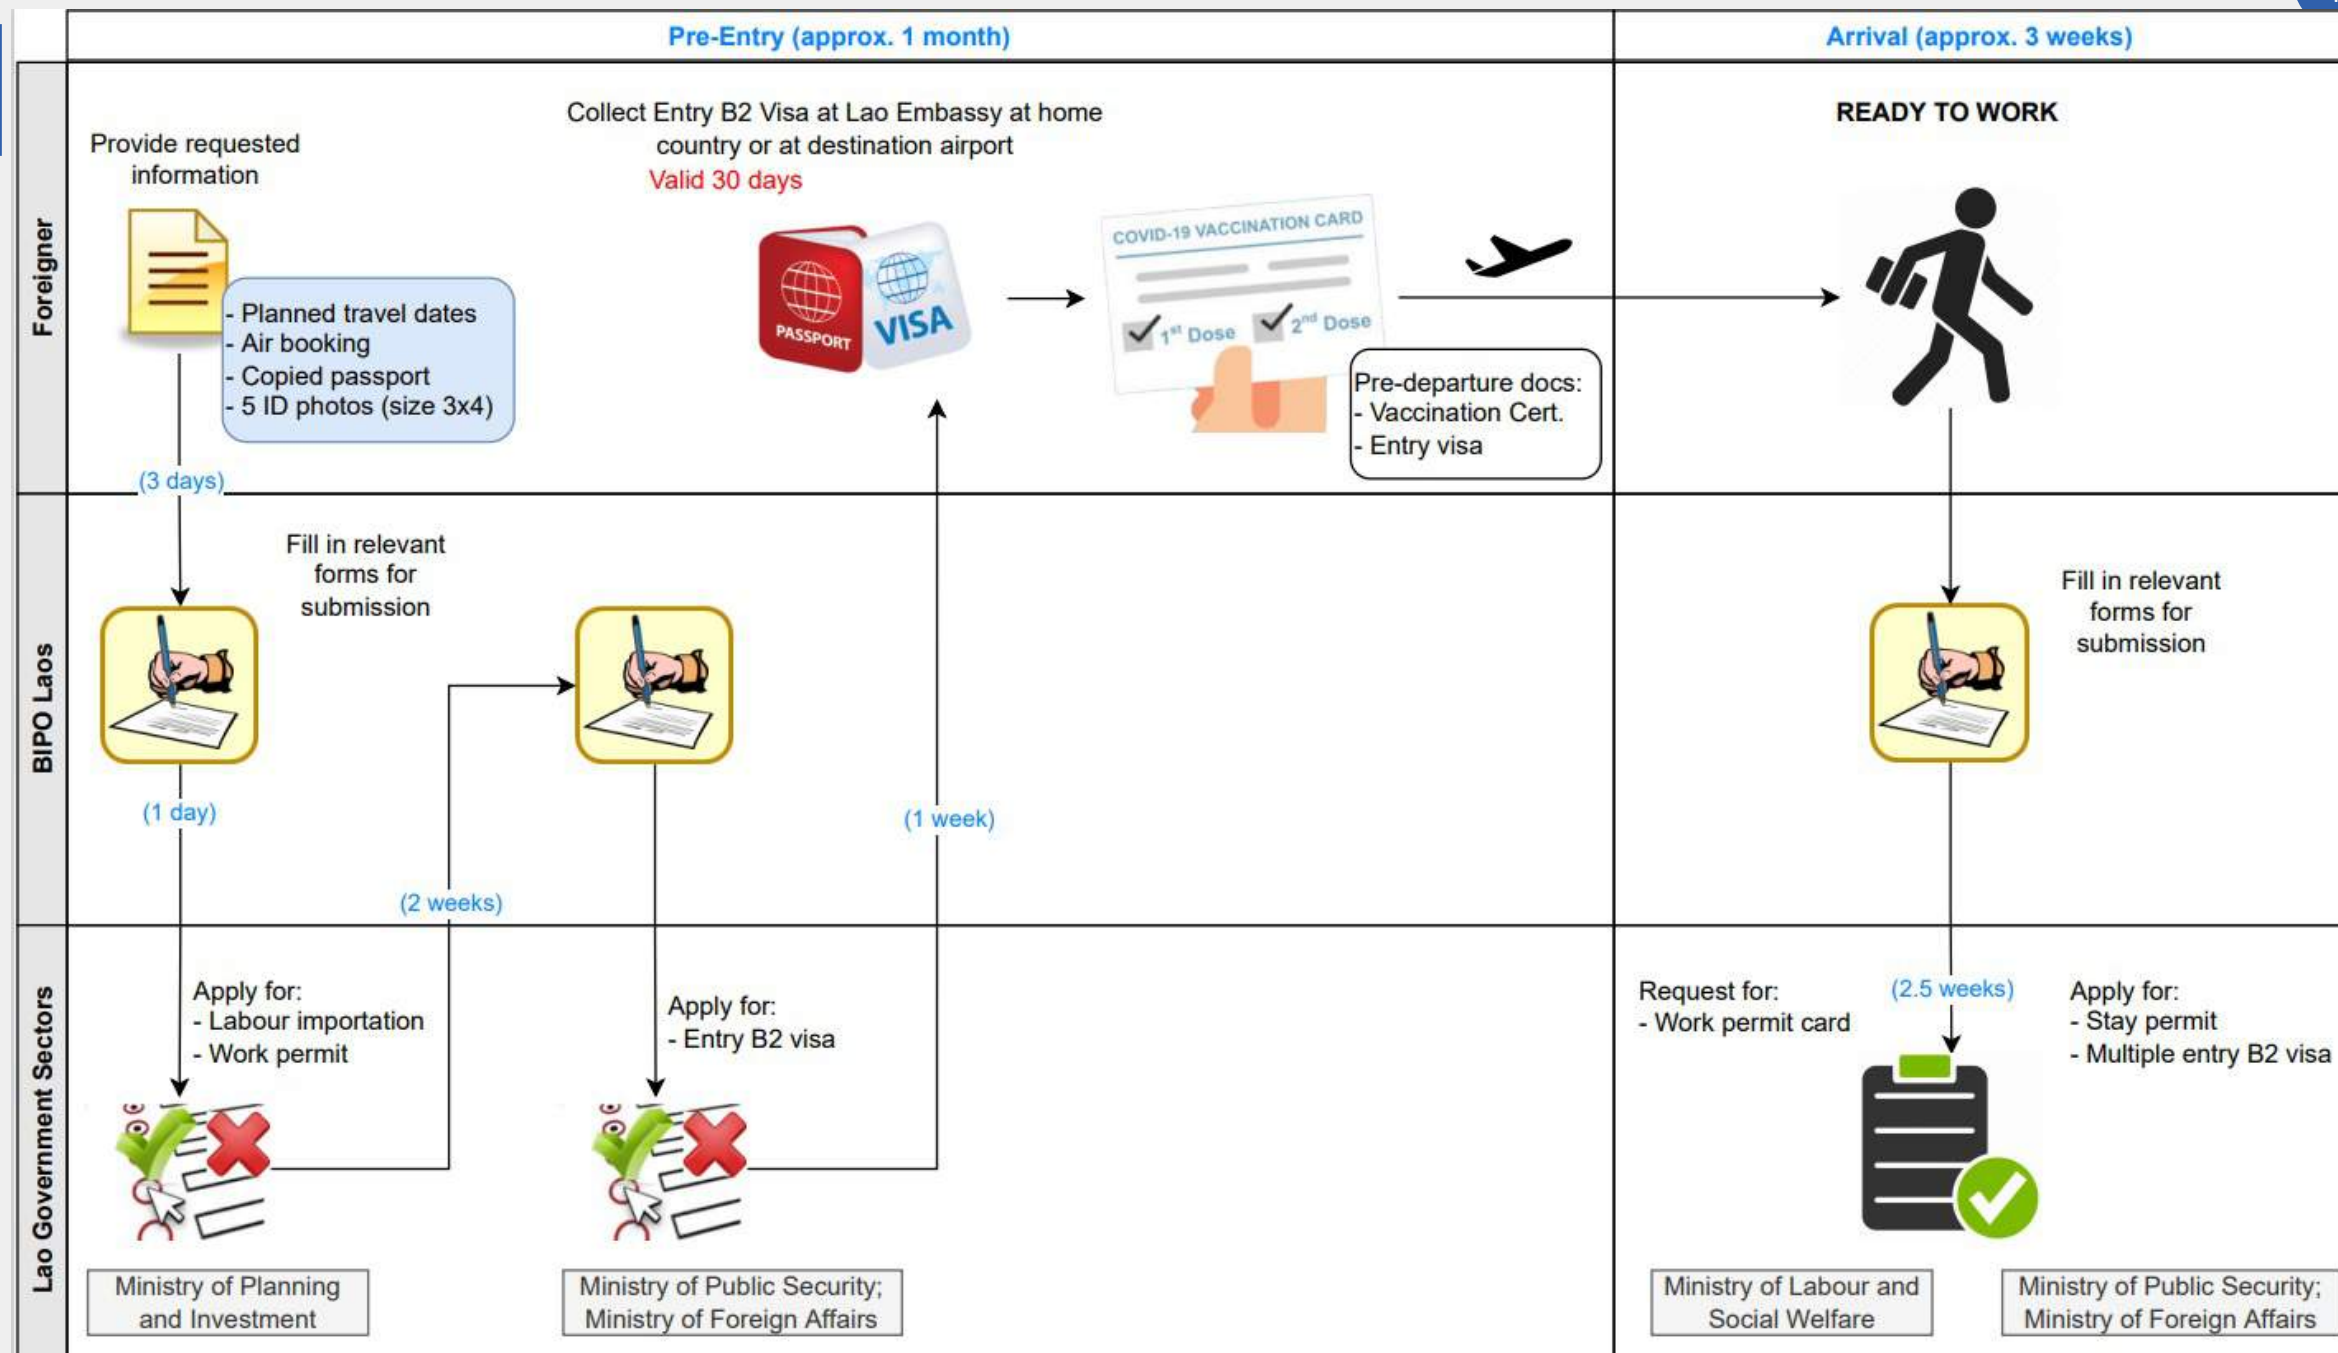 Pre-Entry (approx. 1 month)
Arrival (approx. 3 weeks)
Foreigner
Provide requested
information
- Planned travel dates
- Air booking
- Copied passport
- 5 ID photos (size 3x4)
(3 days)
Collect Entry B2 Visa at Lao Embassy at home
country or at destination airport
Valid 30 days
PASSPORT
VISA
COVID-19 VACCINATION CARD
1st Dose
2nd Dose
Pre-departure docs:
- Vaccination Cert.
- Entry visa
READY TO WORK
BIPO Laos
Fill in relevant
forms for
submission
(1 day)
(2 weeks)
(1 week)
Fill in relevant
forms for
submission
Lao Government Sectors
Apply for:
- Labour importation
- Work permit
Ministry of Planning
and Investment
Apply for:
- Entry B2 visa
Ministry of Public Security;
Ministry of Foreign Affairs
Request for:
- Work permit card
(2.5 weeks)
Apply for:
- Stay permit
- Multiple entry B2 visa
Ministry of Labour and
Social Welfare
Ministry of Public Security;
Ministry of Foreign Affairs